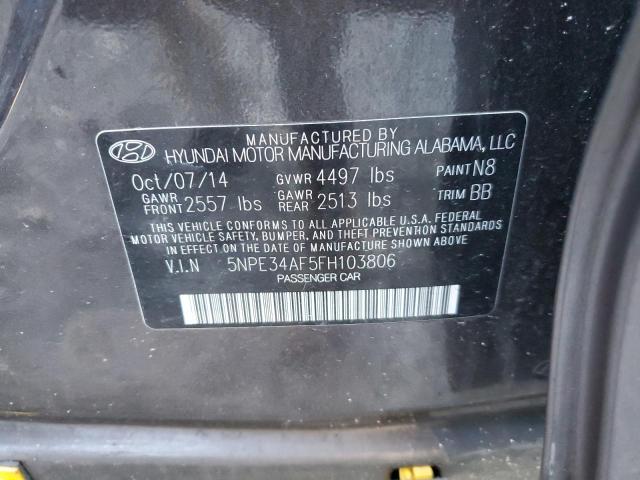 MANUFACTURED BY
HYUNDAI MOTOR MANUFACTURING ALABAMA, LLC
Oct/07/14 GVWR 4497 lbs PAINT N8
GAWR FRONT 2557 lbs GAWR REAR 2513 lbs TRIM BB
THIS VEHICLE CONFORMS TO ALL APPLICABLE U.S.A. FEDERAL
MOTOR VEHICLE SAFETY, BUMPER, AND THEFT PREVENTION STANDARDS
IN EFFECT ON THE DATE OF MANUFACTURE SHOWN ABOVE.
V.I.N 5NPE34AF5FH103806
PASSENGER CAR